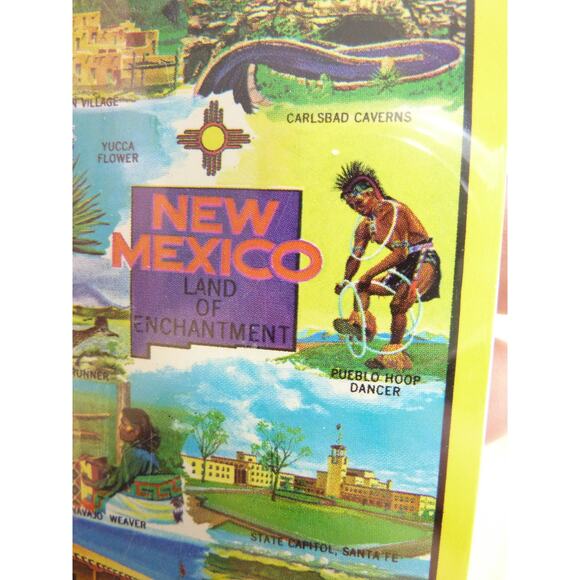 VILLAGE
CARLSBAD CAVERNS
YUCCA
FLOWER
NEW
MEXICO
LAND
OF
ENCHANTMENT
PUEBLO HOOP
DANCER
NAVAJO WEAVER
STATE CAPITOL, SANTA FE